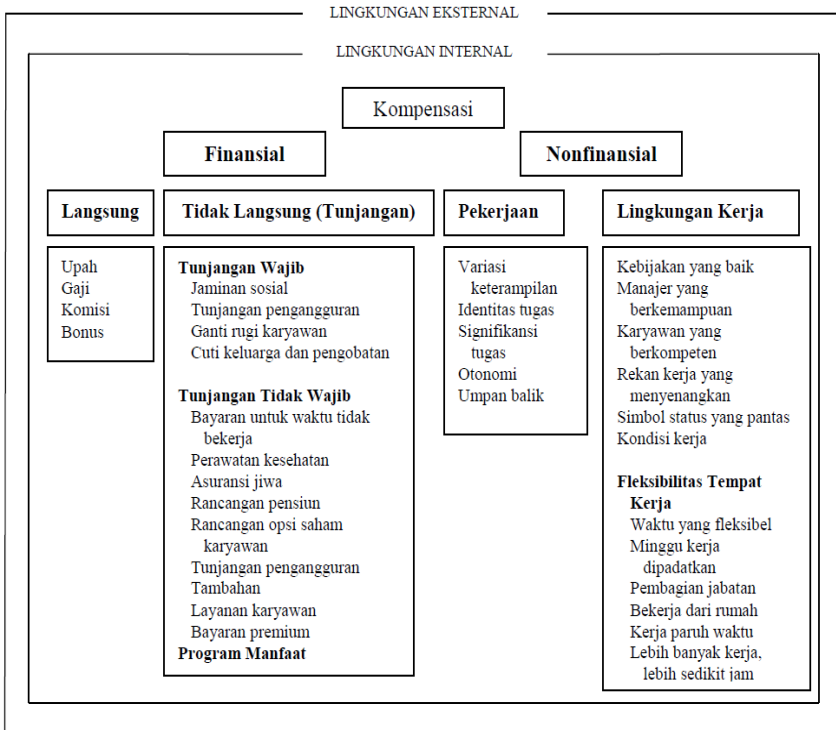 LINGKUNGAN EKSTERNAL
LINGKUNGAN INTERNAL
Kompensasi
Finansial
Nonfinansial
Langsung
Tidak Langsung (Tunjangan)
Pekerjaan
Lingkungan Kerja
Upah
Gaji
Komisi
Bonus
Tunjangan Wajib
Jaminan sosial
Tunjangan pengangguran
Ganti rugi karyawan
Cuti keluarga dan pengobatan
Tunjangan Tidak Wajib
Bayaran untuk waktu tidak
bekerja
Perawatan kesehatan
Asuransi jiwa
Rancangan pensiun
Rancangan opsi saham
karyawan
Tunjangan pengangguran
Tambahan
Layanan karyawan
Bayaran premium
Program Manfaat
Variasi
keterampilan
Identitas tugas
Signifikansi
tugas
Otonomi
Umpan balik
Kebijakan yang baik
Manajer yang
berkemampuan
Karyawan yang
berkompeten
Rekan kerja yang
menyenangkan
Simbol status yang pantas
Kondisi kerja
Fleksibilitas Tempat
Kerja
Waktu yang fleksibel
Minggu kerja
dipadatkan
Pembagian jabatan
Bekerja dari rumah
Kerja paruh waktu
Lebih banyak kerja,
lebih sedikit jam